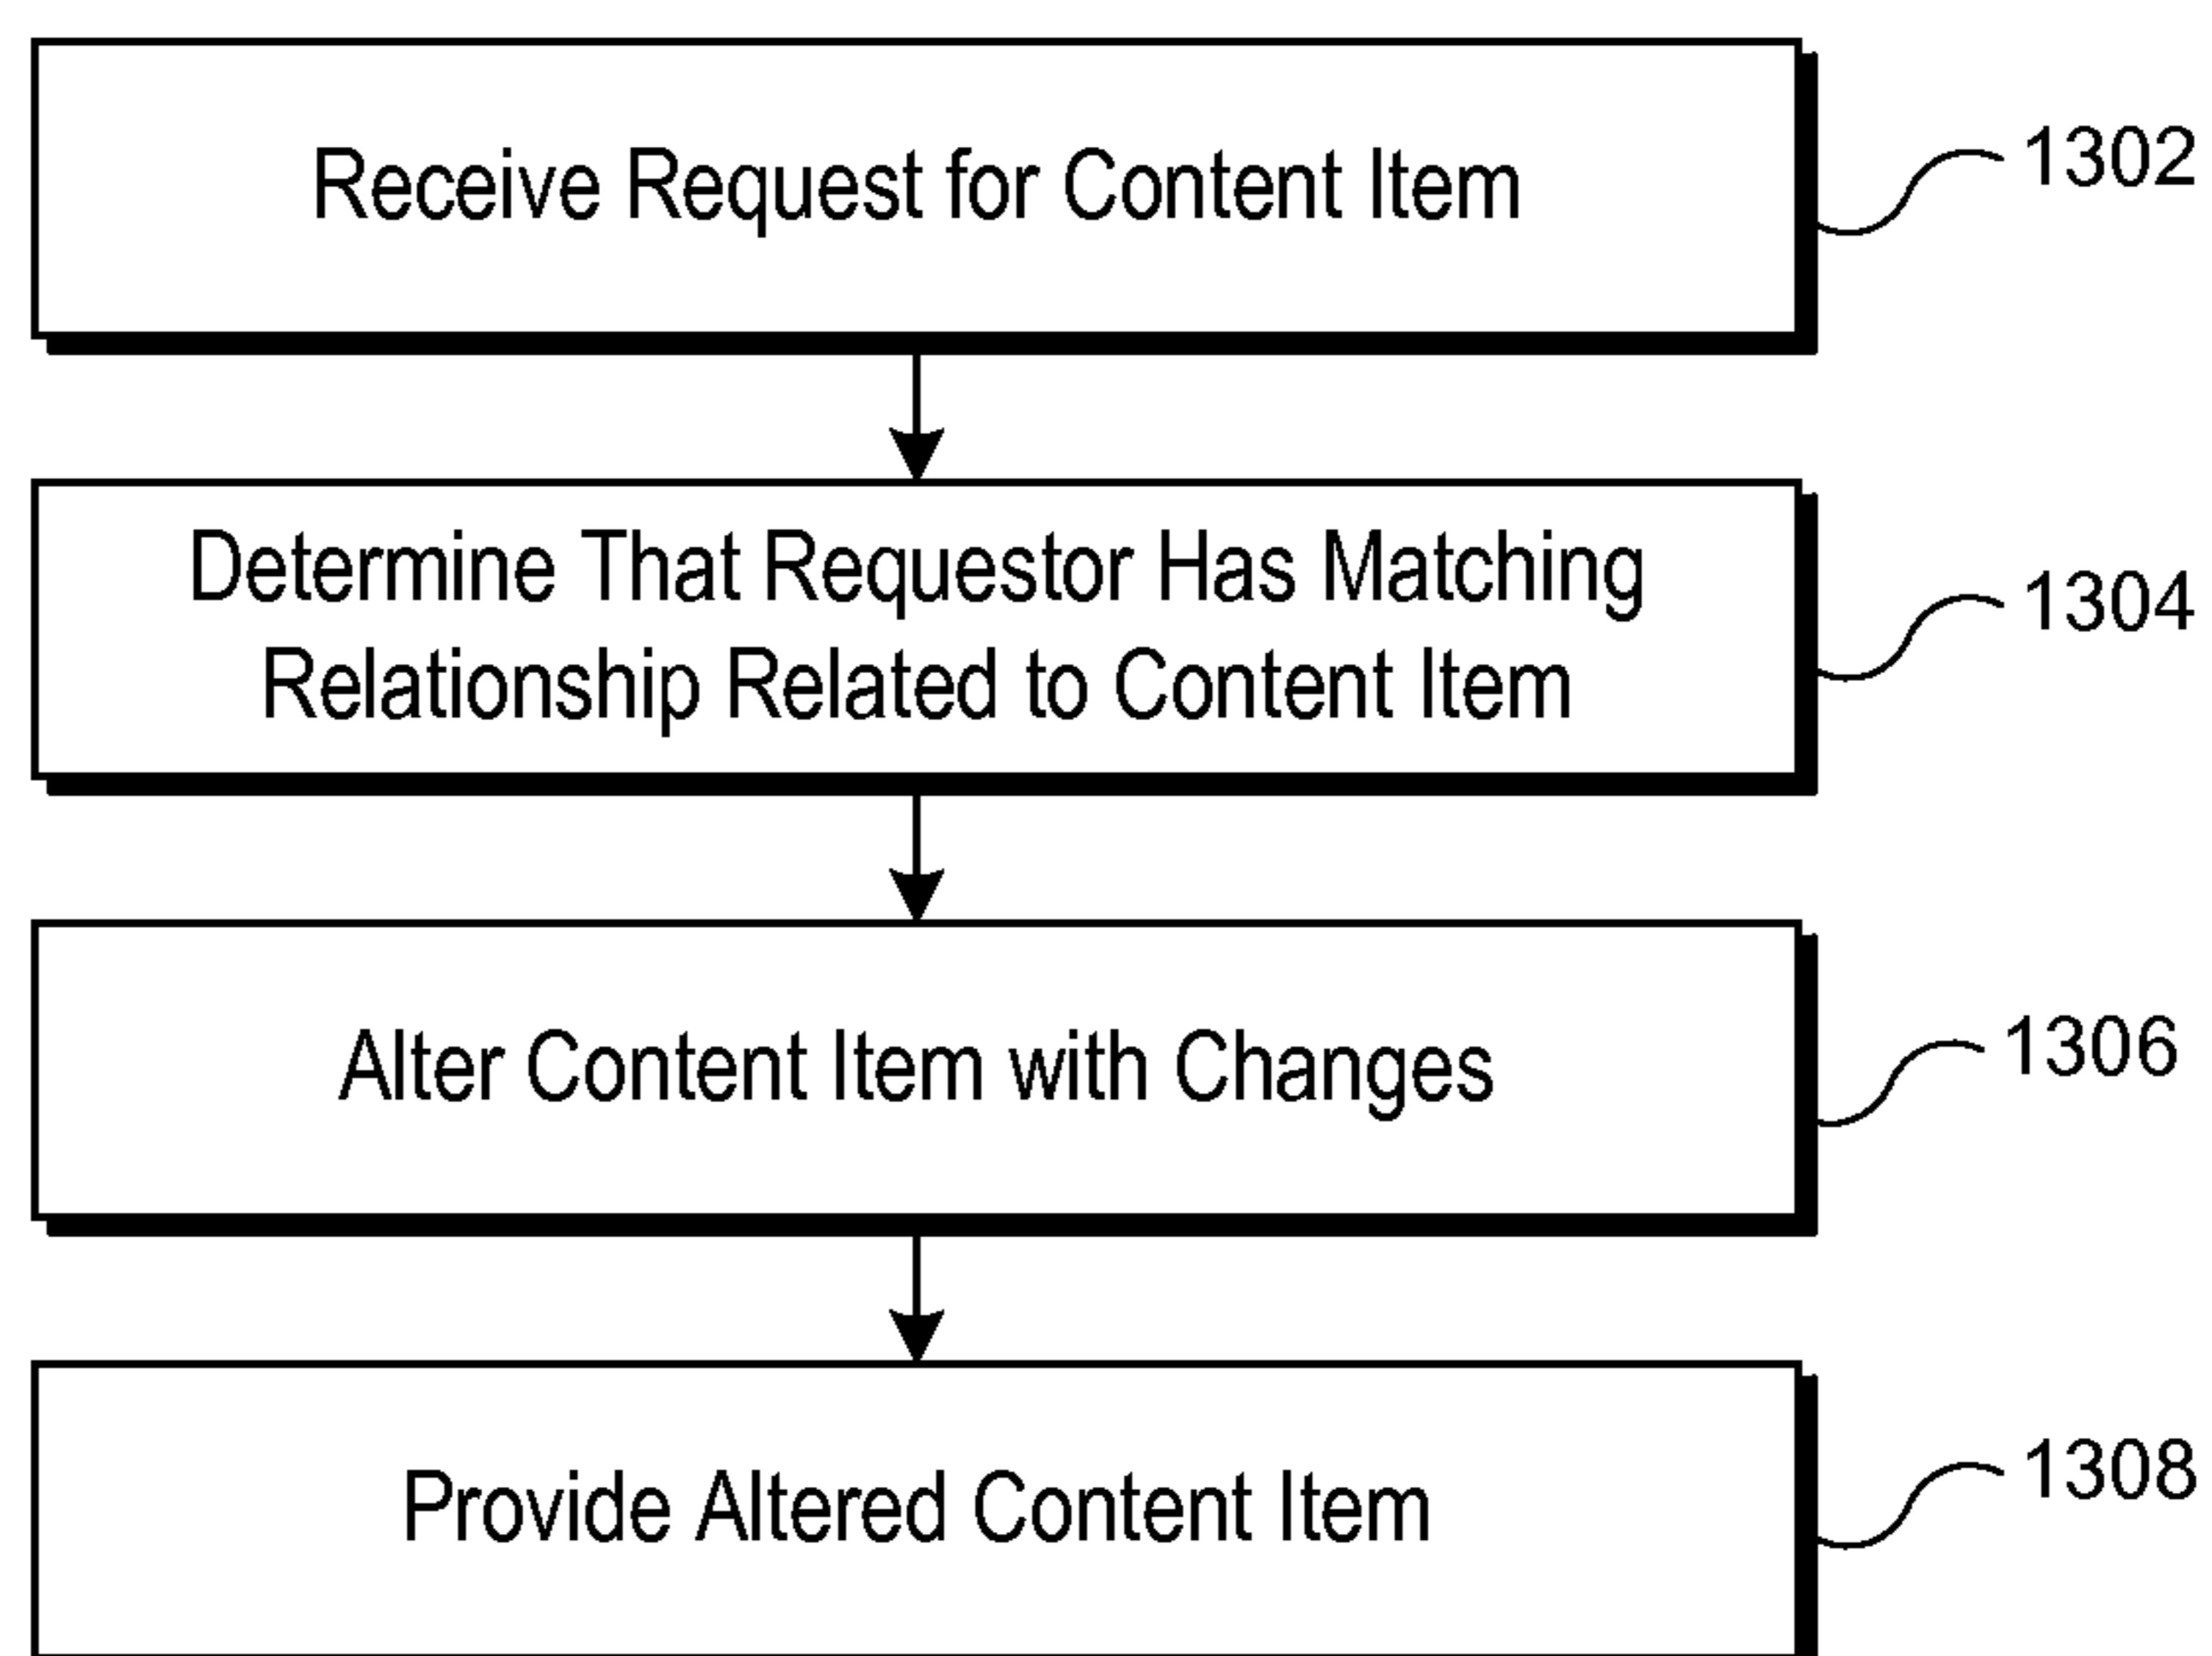 Receive Request for Content Item
1302
Determine That Requestor Has Matching
Relationship Related to Content Item
1304
Alter Content Item with Changes
1306
Provide Altered Content Item
1308